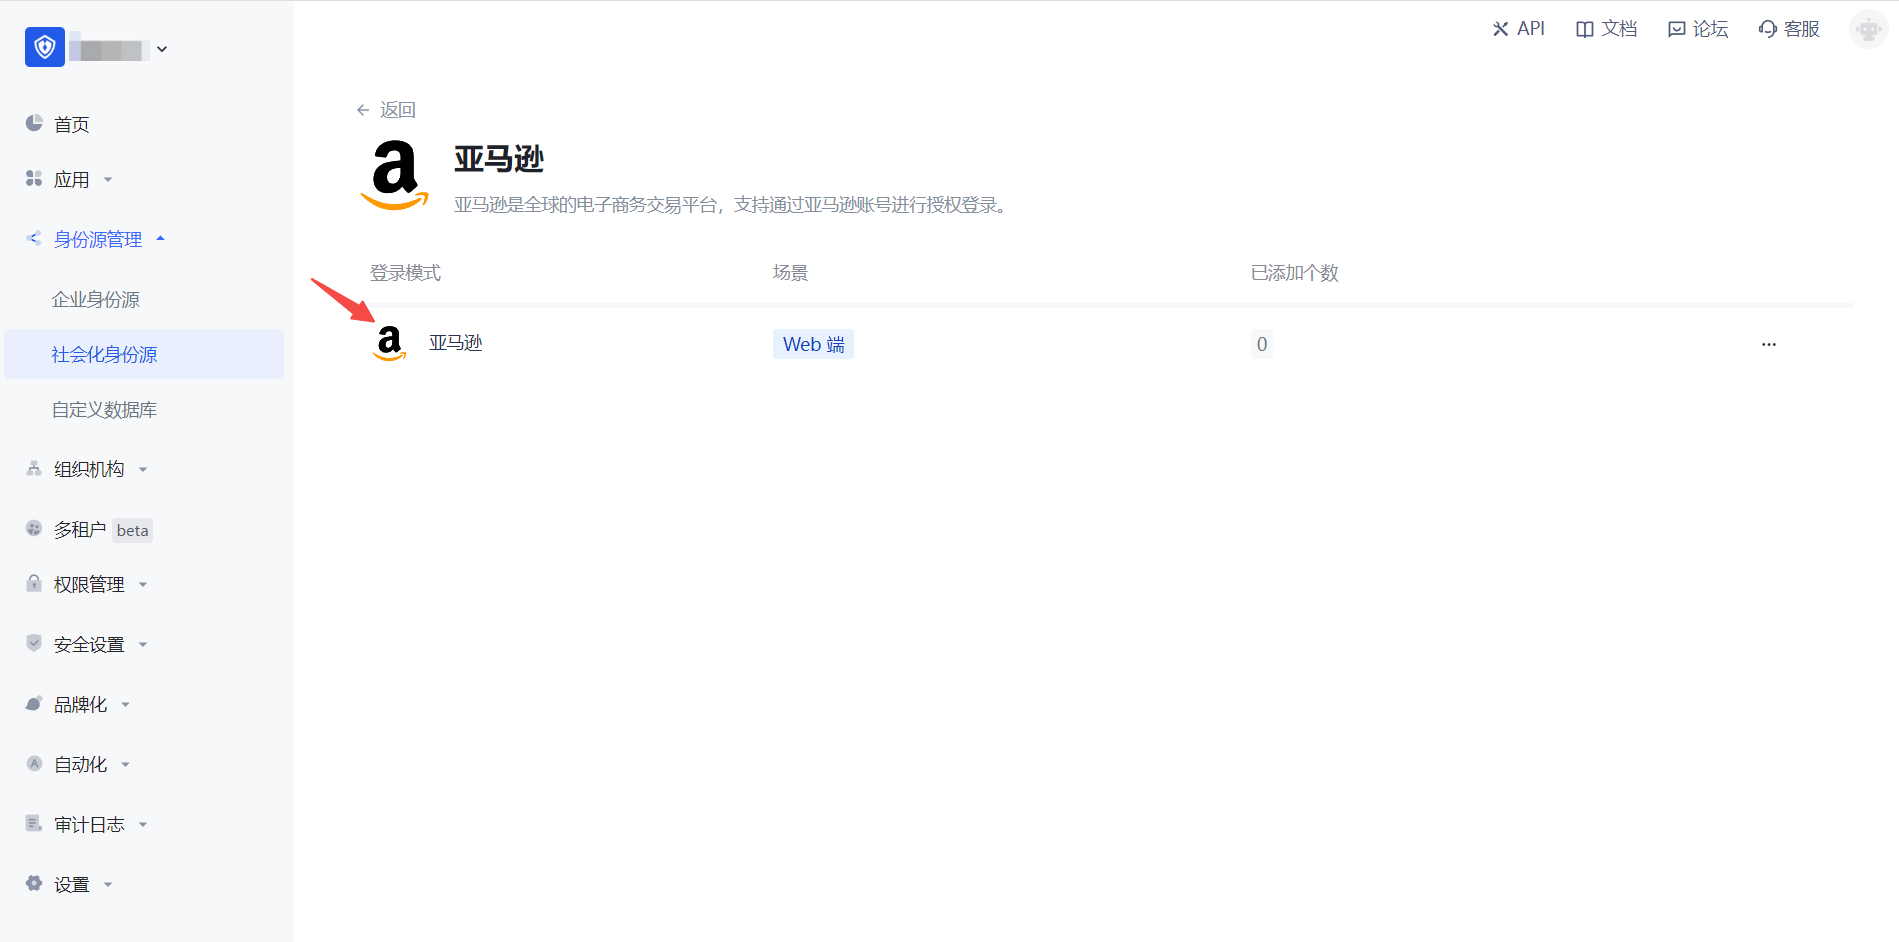 API
文档
论坛
客服
首页
应用
身份源管理
企业身份源
社会化身份源
自定义数据库
组织机构
多租户 beta
权限管理
安全设置
品牌化
自动化
审计日志
设置
返回
亚马逊
亚马逊是全球的电子商务交易平台，支持通过亚马逊账号进行授权登录。
登录模式 场景 已添加个数
亚马逊 Web 端 0